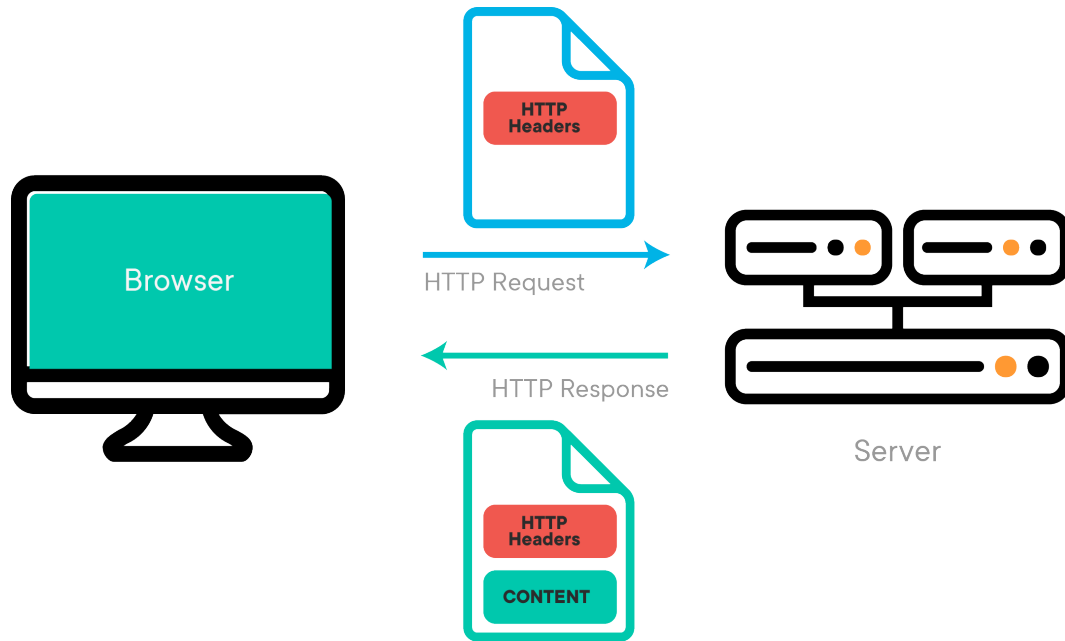 HTTP
Headers
Browser
HTTP Request
HTTP Response
Server
HTTP
Headers
CONTENT